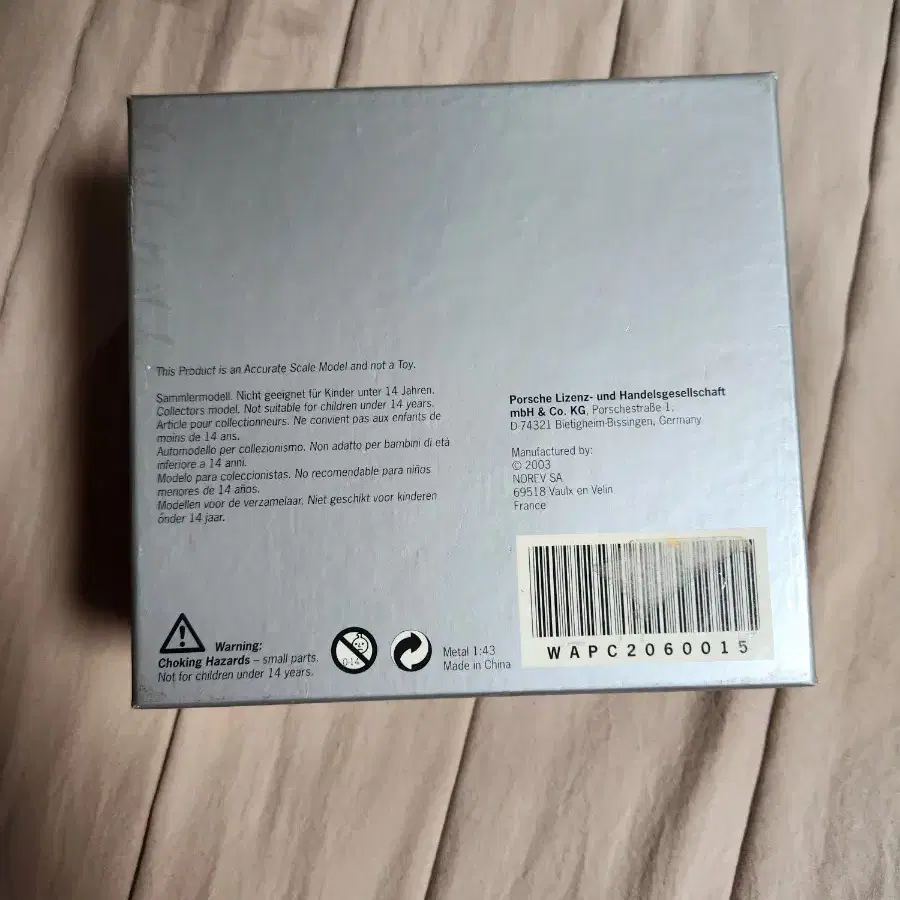 This Product is an Accurate Scale Model and not a Toy.
Sammlermodell. Nicht geeignet für Kinder unter 14 Jahren.
Collectors model. Not suitable for children under 14 years.
Article pour collectionneurs. Ne convient pas aux enfants de
moins de 14 ans.
Automodello per collezionismo. Non adatto per bambini di età
inferiore a 14 anni.
Modelo para coleccionistas. No recomendable para niños
menores de 14 años.
Modellen voor de verzamelaar. Niet geschikt voor kinderen
onder 14 jaar.
Porsche Lizenz- und Handelsgesellschaft
mbH & Co. KG, Porschestraße 1,
D-74321 Bietigheim-Bissingen, Germany
Manufactured by:
© 2003
NOREV SA
69518 Vaulx en Velin
France
Warning:
Choking Hazards – small parts.
Not for children under 14 years.
0-14
Metal 1:43
Made in China
WAPC2060015